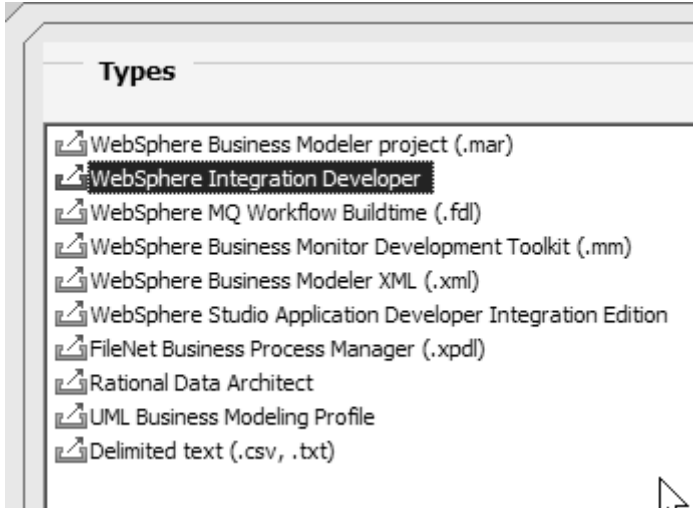 Types
WebSphere Business Modeler project (.mar)
WebSphere Integration Developer
WebSphere MQ Workflow Buildtime (.fdl)
WebSphere Business Monitor Development Toolkit (.mm)
WebSphere Business Modeler XML (.xml)
WebSphere Studio Application Developer Integration Edition
FileNet Business Process Manager (.xpdl)
Rational Data Architect
UML Business Modeling Profile
Delimited text (.csv, .txt)